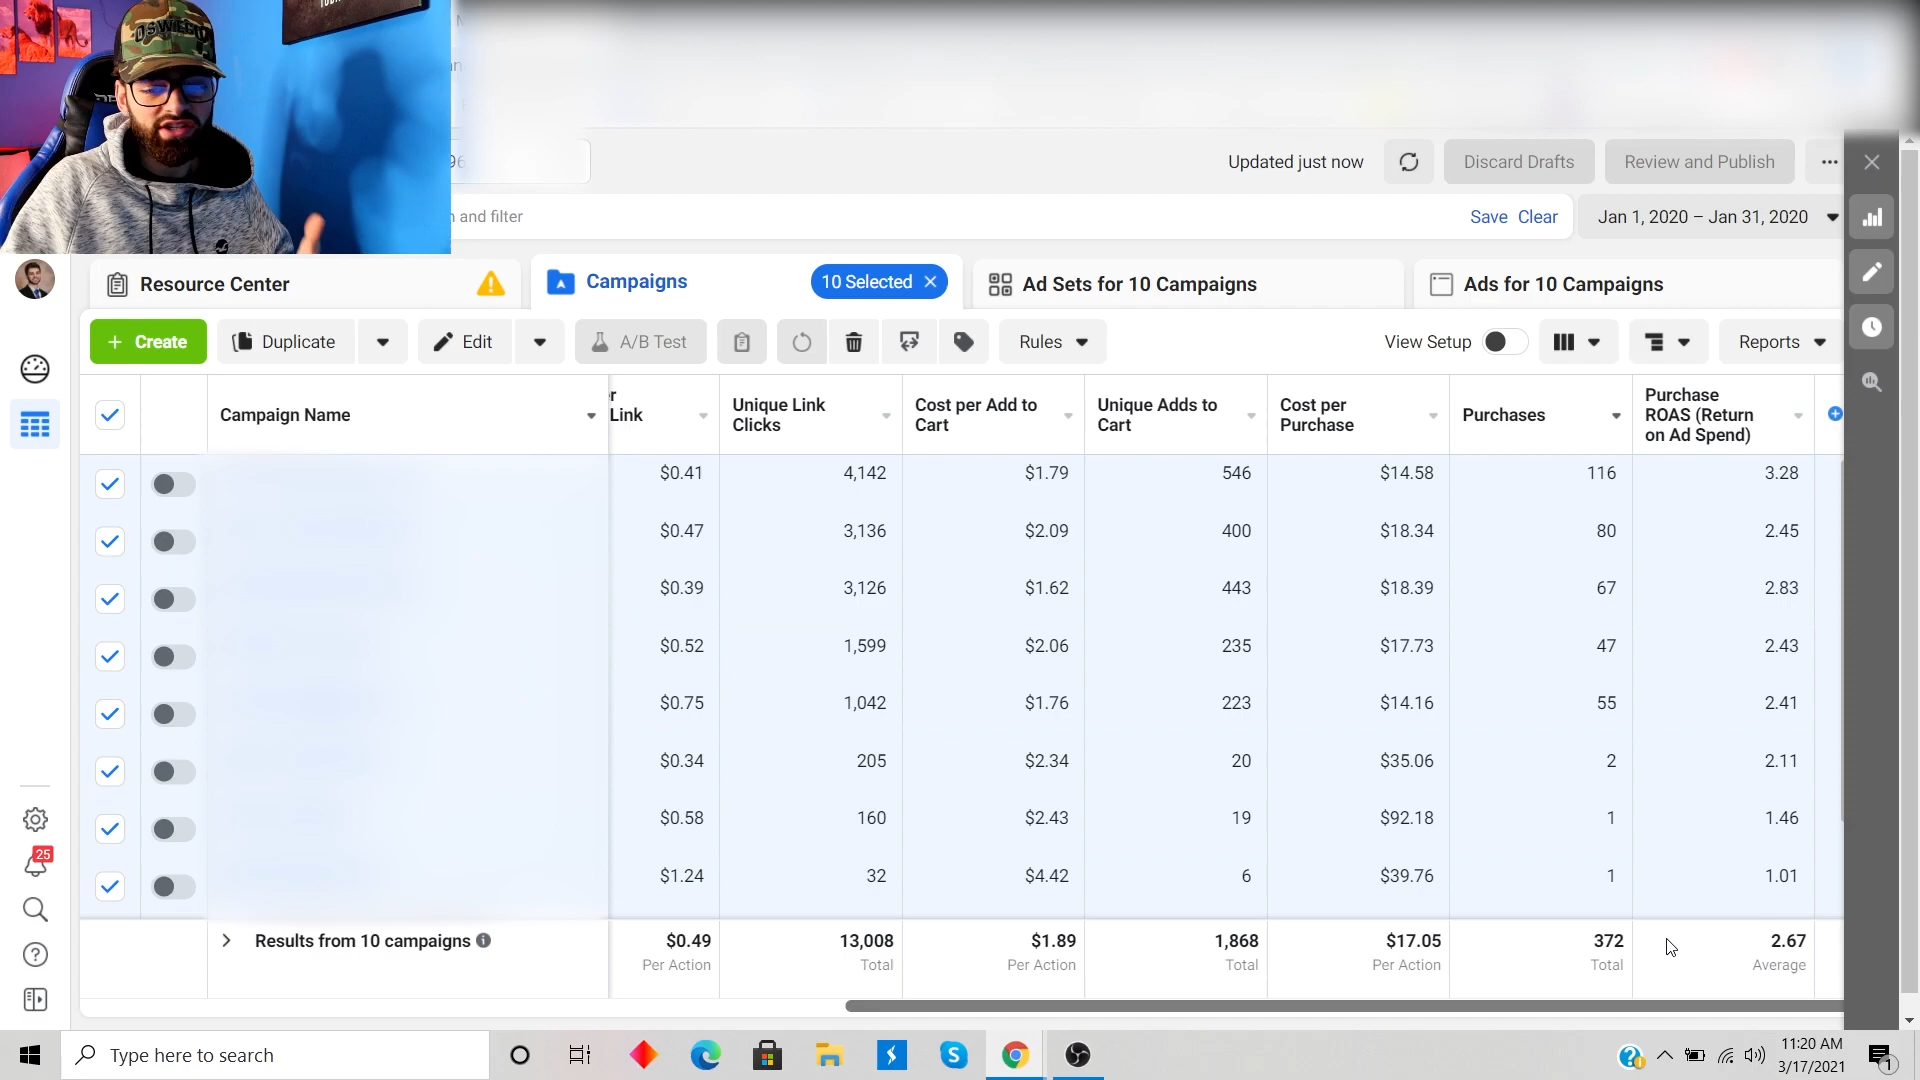 OSWEGO
96
Updated just now
Discard Drafts
Review and Publish
n and filter
Save Clear
Jan 1, 2020 – Jan 31, 2020
Resource Center
Campaigns
10 Selected
Ad Sets for 10 Campaigns
Ads for 10 Campaigns
+ Create
Duplicate
Edit
A/B Test
Rules
View Setup
Reports
Campaign Name
r
Link
Unique Link
Clicks
Cost per Add to
Cart
Unique Adds to
Cart
Cost per
Purchase
Purchases
Purchase
ROAS (Return
on Ad Spend)
$0.41 4,142 $1.79 546 $14.58 116 3.28
$0.47 3,136 $2.09 400 $18.34 80 2.45
$0.39 3,126 $1.62 443 $18.39 67 2.83
$0.52 1,599 $2.06 235 $17.73 47 2.43
$0.75 1,042 $1.76 223 $14.16 55 2.41
$0.34 205 $2.34 20 $35.06 2 2.11
$0.58 160 $2.43 19 $92.18 1 1.46
$1.24 32 $4.42 6 $39.76 1 1.01
Results from 10 campaigns
$0.49 13,008 $1.89 1,868 $17.05 372 2.67
Per Action Total Per Action Total Per Action Total Average
25
Type here to search
11:20 AM
3/17/2021
1